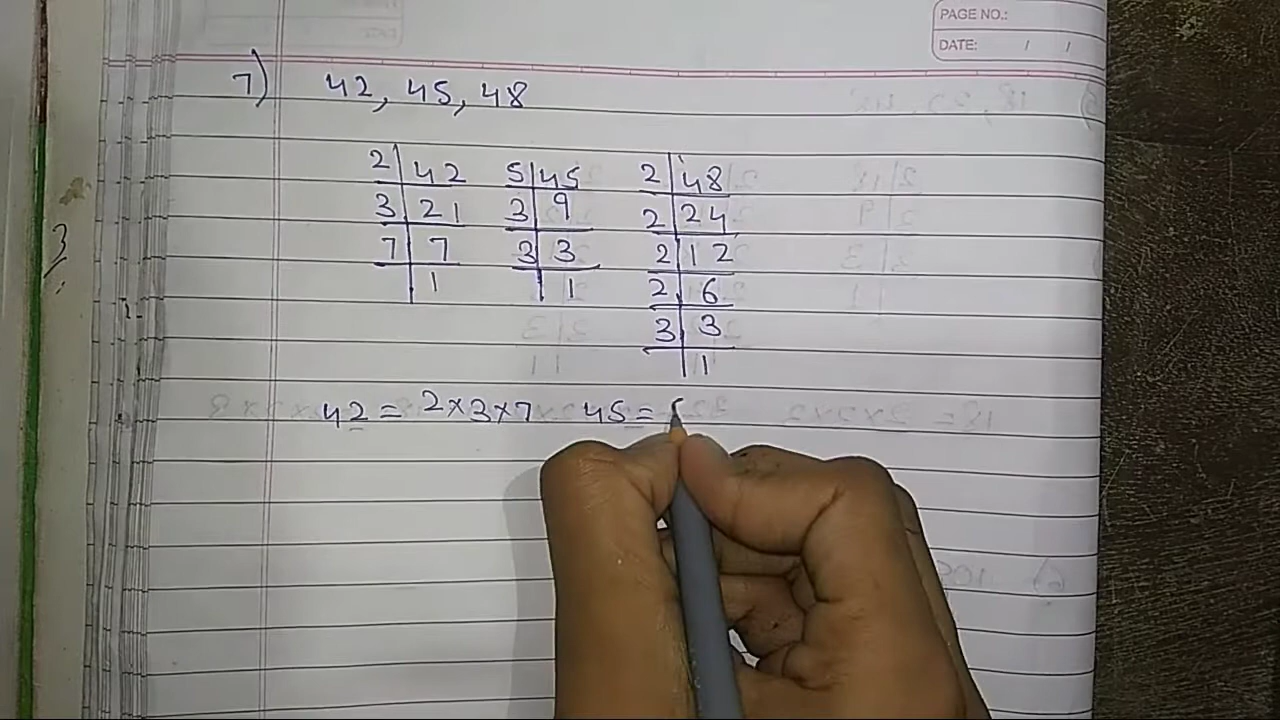 PAGE NO.:
DATE: / /
7) 42, 45, 48
2 | 42 5 | 45 2 | 48
3 | 21 3 | 9 2 | 24
7 | 7 3 | 3 2 | 12
| 1 | 1 2 | 6
3 | 3
| 1
42 = 2×3×7 45 =
3